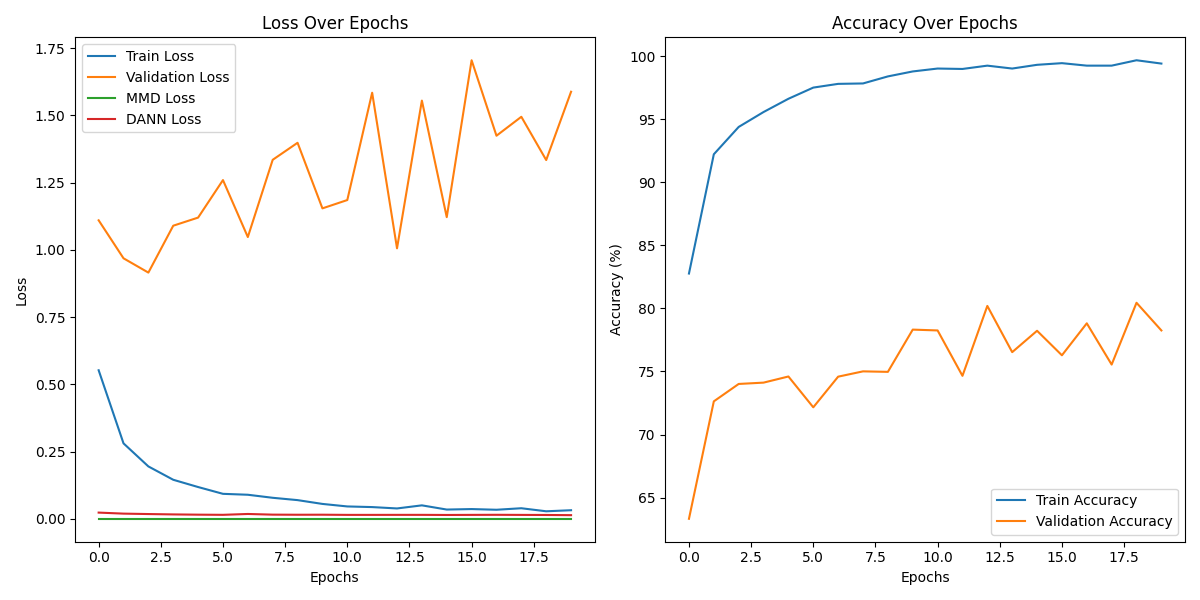 Loss Over Epochs
1.75
1.50
1.25
1.00
0.75
0.50
0.25
0.00
Loss
Train Loss
Validation Loss
MMD Loss
DANN Loss
0.0 2.5 5.0 7.5 10.0 12.5 15.0 17.5
Epochs
Accuracy Over Epochs
100
95
90
85
80
75
70
65
Accuracy (%)
Train Accuracy
Validation Accuracy
0.0 2.5 5.0 7.5 10.0 12.5 15.0 17.5
Epochs